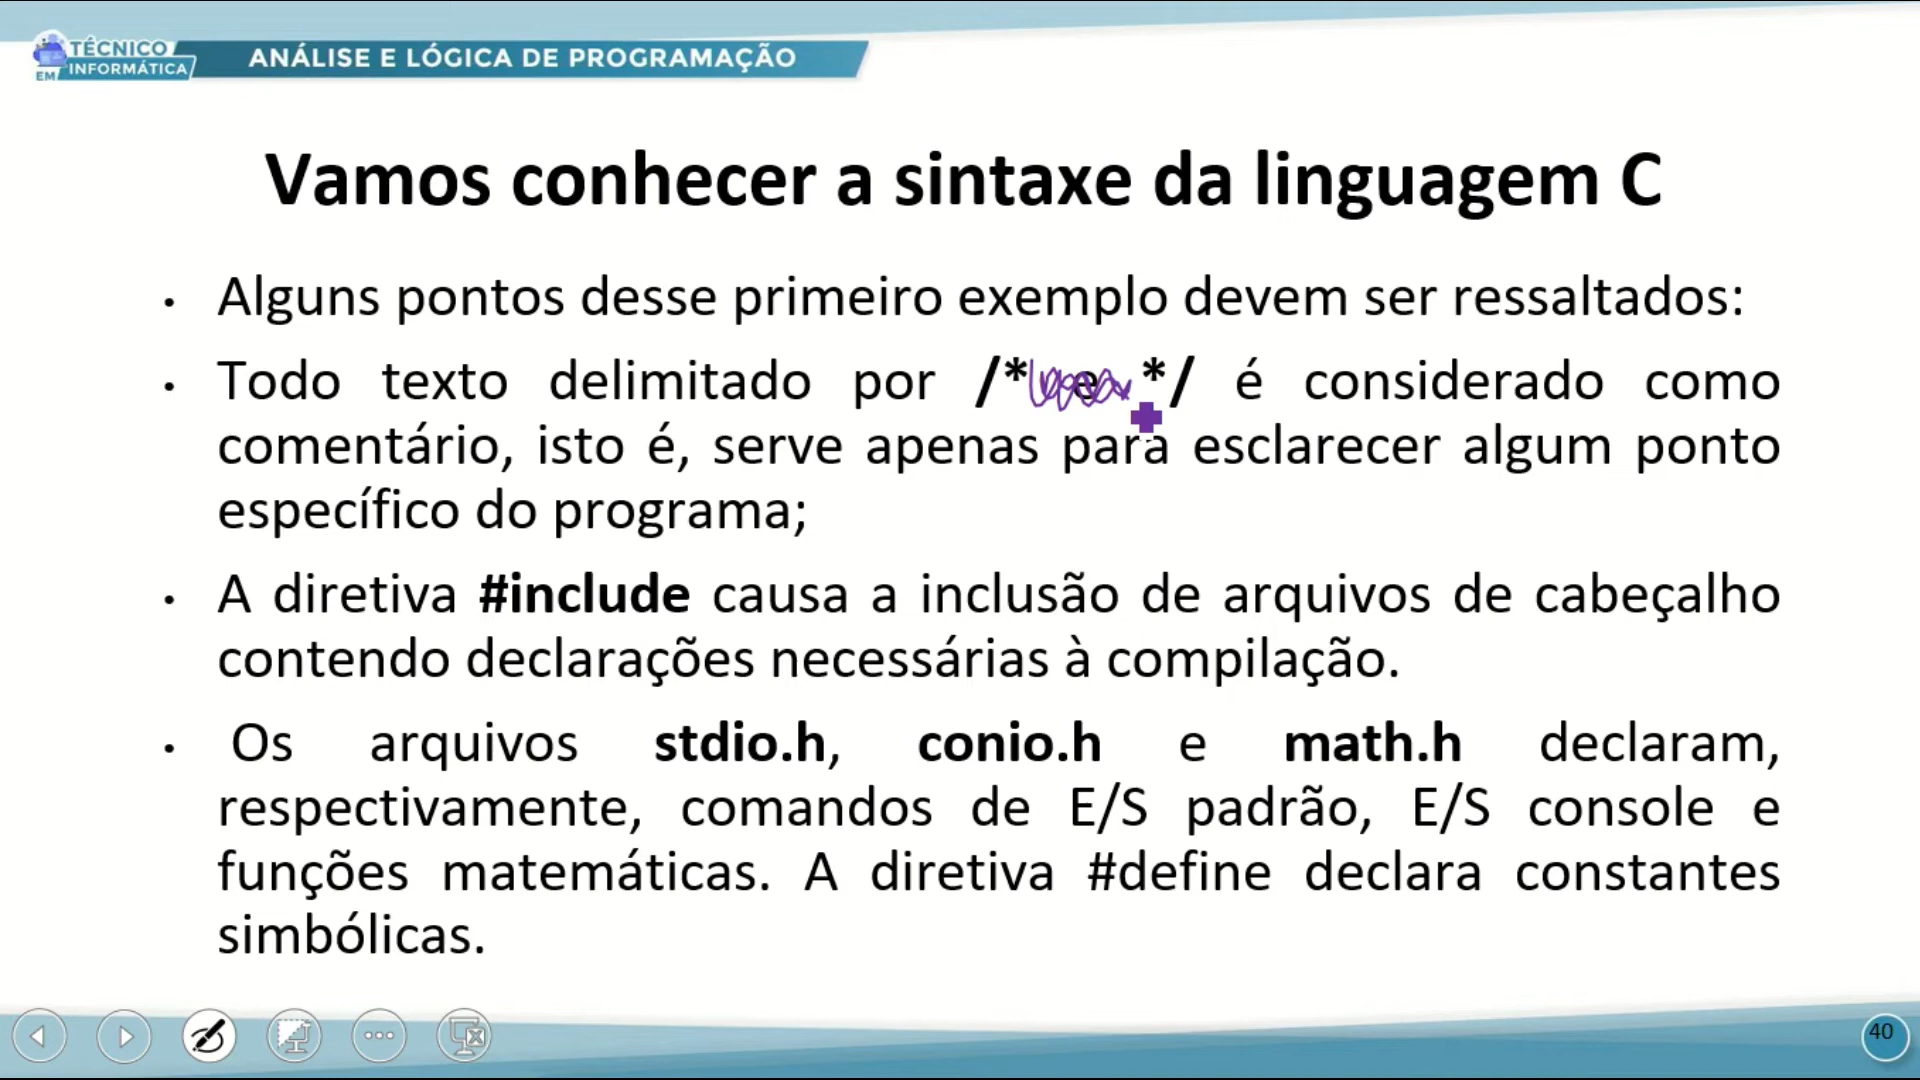 TÉCNICO
EM INFORMÁTICA
ANÁLISE E LÓGICA DE PROGRAMAÇÃO
Vamos conhecer a sintaxe da linguagem C
• Alguns pontos desse primeiro exemplo devem ser ressaltados:
• Todo texto delimitado por /* e */ é considerado como
comentário, isto é, serve apenas para esclarecer algum ponto
específico do programa;
• A diretiva #include causa a inclusão de arquivos de cabeçalho
contendo declarações necessárias à compilação.
• Os arquivos stdio.h, conio.h e math.h declaram,
respectivamente, comandos de E/S padrão, E/S console e
funções matemáticas. A diretiva #define declara constantes
simbólicas.
40